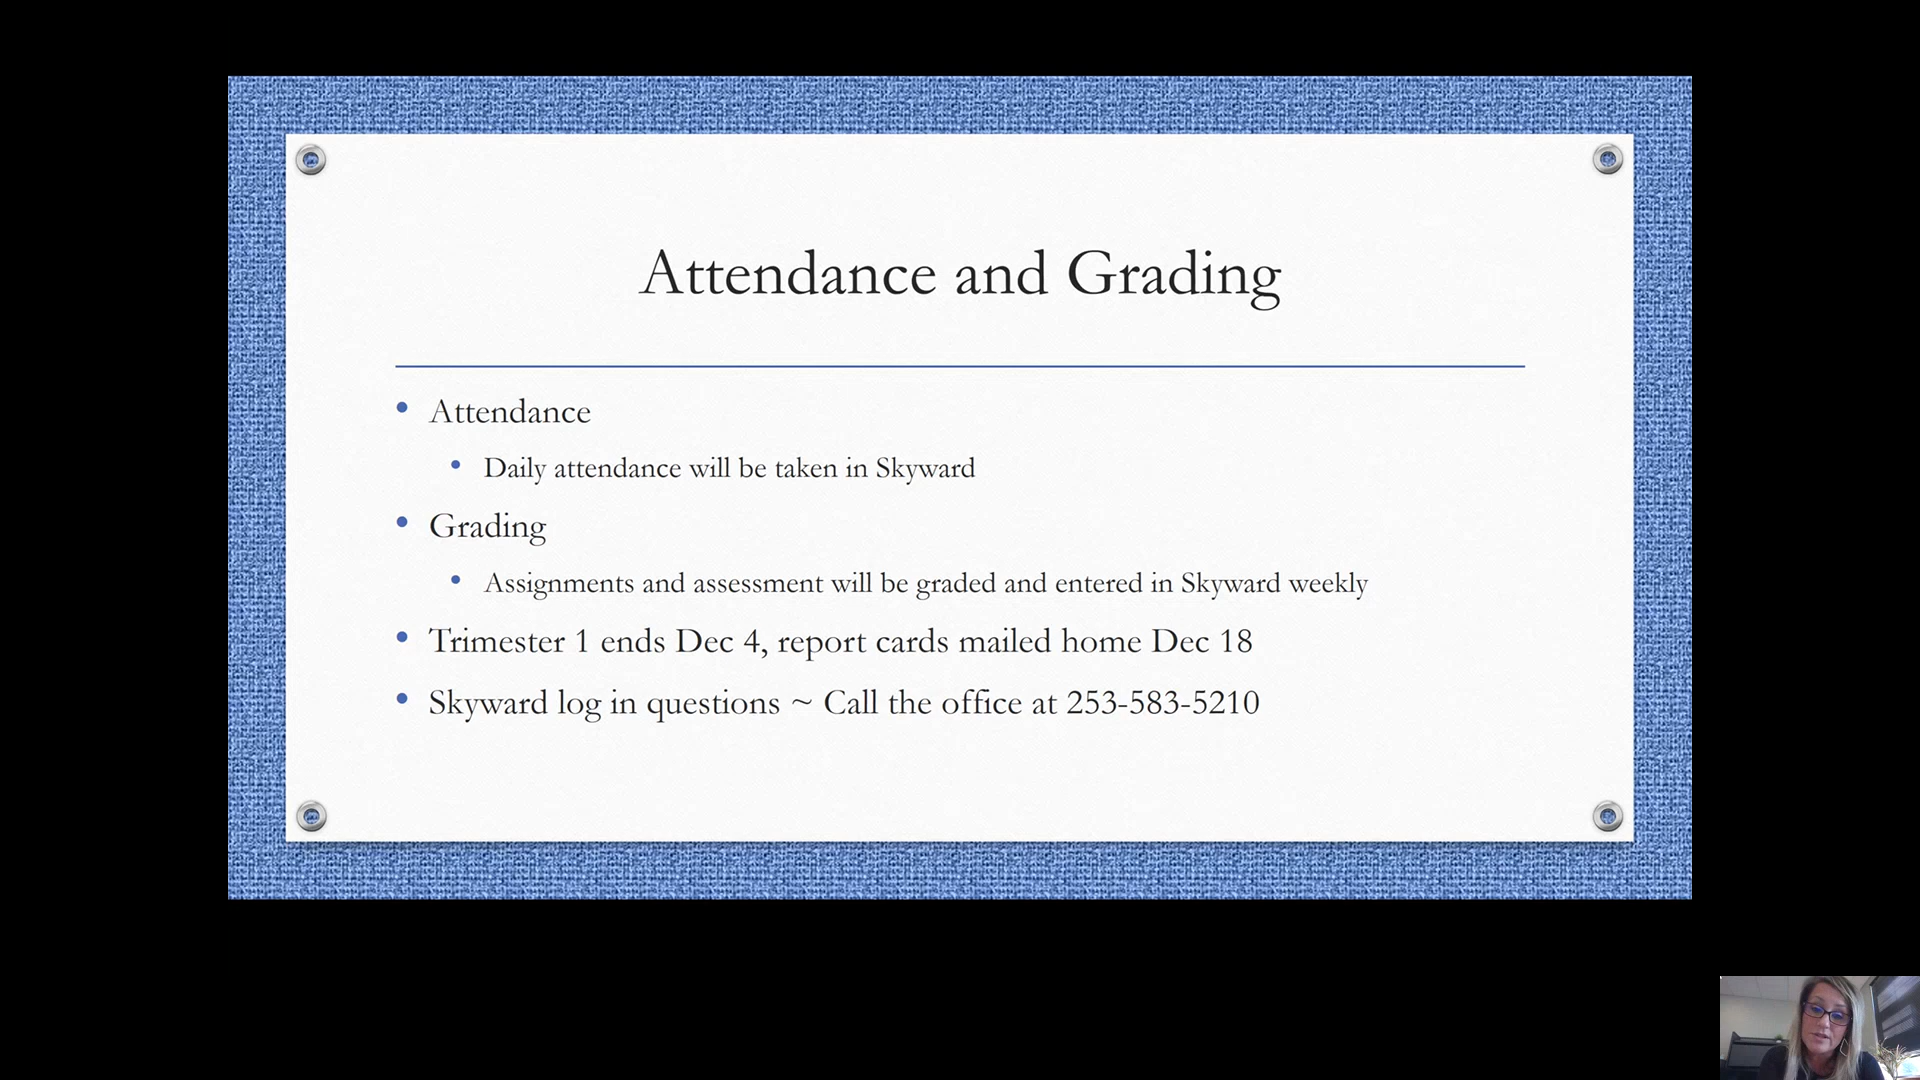 Attendance and Grading
• Attendance
• Daily attendance will be taken in Skyward
• Grading
• Assignments and assessment will be graded and entered in Skyward weekly
• Trimester 1 ends Dec 4, report cards mailed home Dec 18
• Skyward log in questions ~ Call the office at 253-583-5210